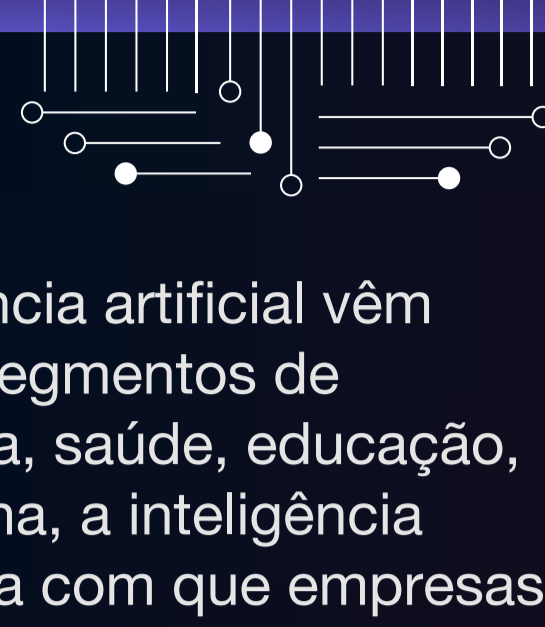 ncia artificial vêm
egmentos de
a, saúde, educação,
na, a inteligência
a com que empresas